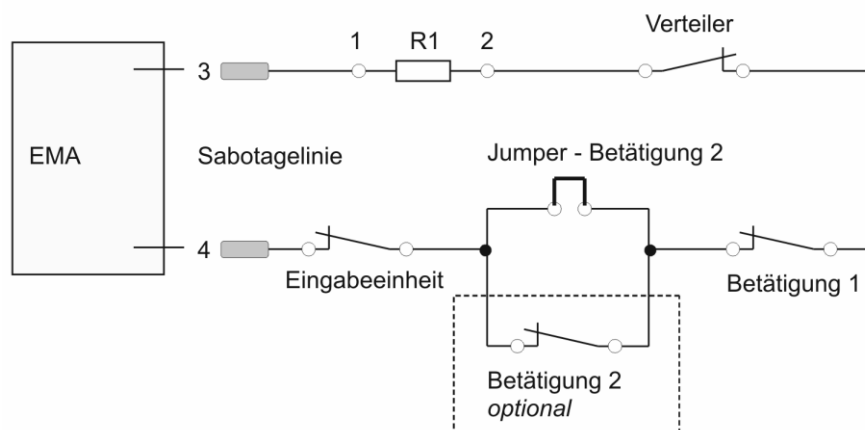 Verteiler
1 R1 2
3
EMA
Sabotagelinie
Jumper - Betätigung 2
4
Eingabeeinheit
Betätigung 1
Betätigung 2
optional